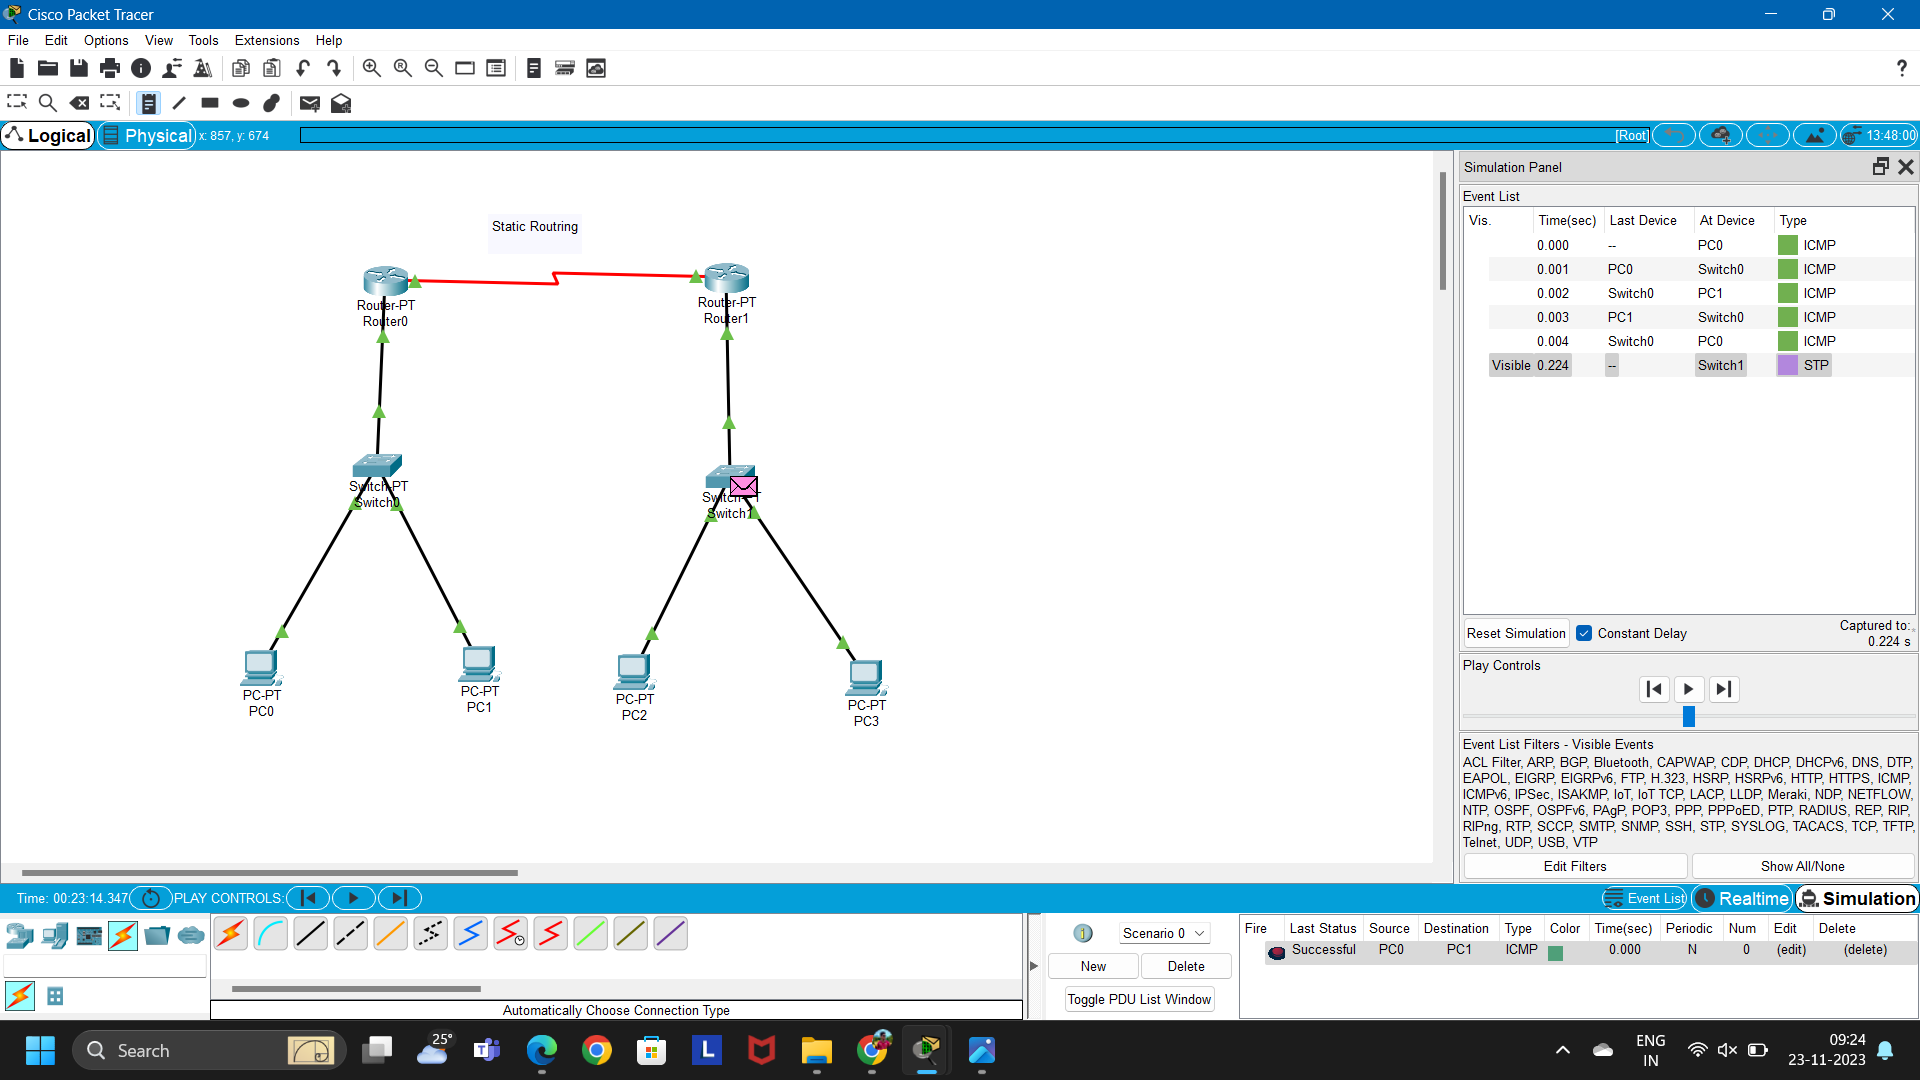 Cisco Packet Tracer
File Edit Options View Tools Extensions Help
?
Logical Physical x: 857, y: 674 [Root] 13:48:00
Static Routring
Router-PT
Router0
Router-PT
Router1
Switch-PT
Switch0
Switch-PT
Switch1
PC-PT
PC0
PC-PT
PC1
PC-PT
PC2
PC-PT
PC3
Simulation Panel
Event List
Vis. Time(sec) Last Device At Device Type
0.000 -- PC0 ICMP
0.001 PC0 Switch0 ICMP
0.002 Switch0 PC1 ICMP
0.003 PC1 Switch0 ICMP
0.004 Switch0 PC0 ICMP
Visible 0.224 -- Switch1 STP
Reset Simulation Constant Delay Captured to:
0.224 s
Play Controls
Event List Filters - Visible Events
ACL Filter, ARP, BGP, Bluetooth, CAPWAP, CDP, DHCP, DHCPv6, DNS, DTP,
EAPOL, EIGRP, EIGRPv6, FTP, H.323, HSRP, HSRPv6, HTTP, HTTPS, ICMP,
ICMPv6, IPSec, ISAKMP, IoT, IoT TCP, LACP, LLDP, Meraki, NDP, NETFLOW,
NTP, OSPF, OSPFv6, PAgP, POP3, PPP, PPPoED, PTP, RADIUS, REP, RIP,
RIPng, RTP, SCCP, SMTP, SNMP, SSH, STP, SYSLOG, TACACS, TCP, TFTP,
Telnet, UDP, USB, VTP
Edit Filters Show All/None
Time: 00:23:14.347 PLAY CONTROLS: Event List Realtime Simulation
Automatically Choose Connection Type
Scenario 0
New Delete
Toggle PDU List Window
Fire Last Status Source Destination Type Color Time(sec) Periodic Num Edit Delete
Successful PC0 PC1 ICMP 0.000 N 0 (edit) (delete)
Search
25°
L
ENG
IN
09:24
23-11-2023